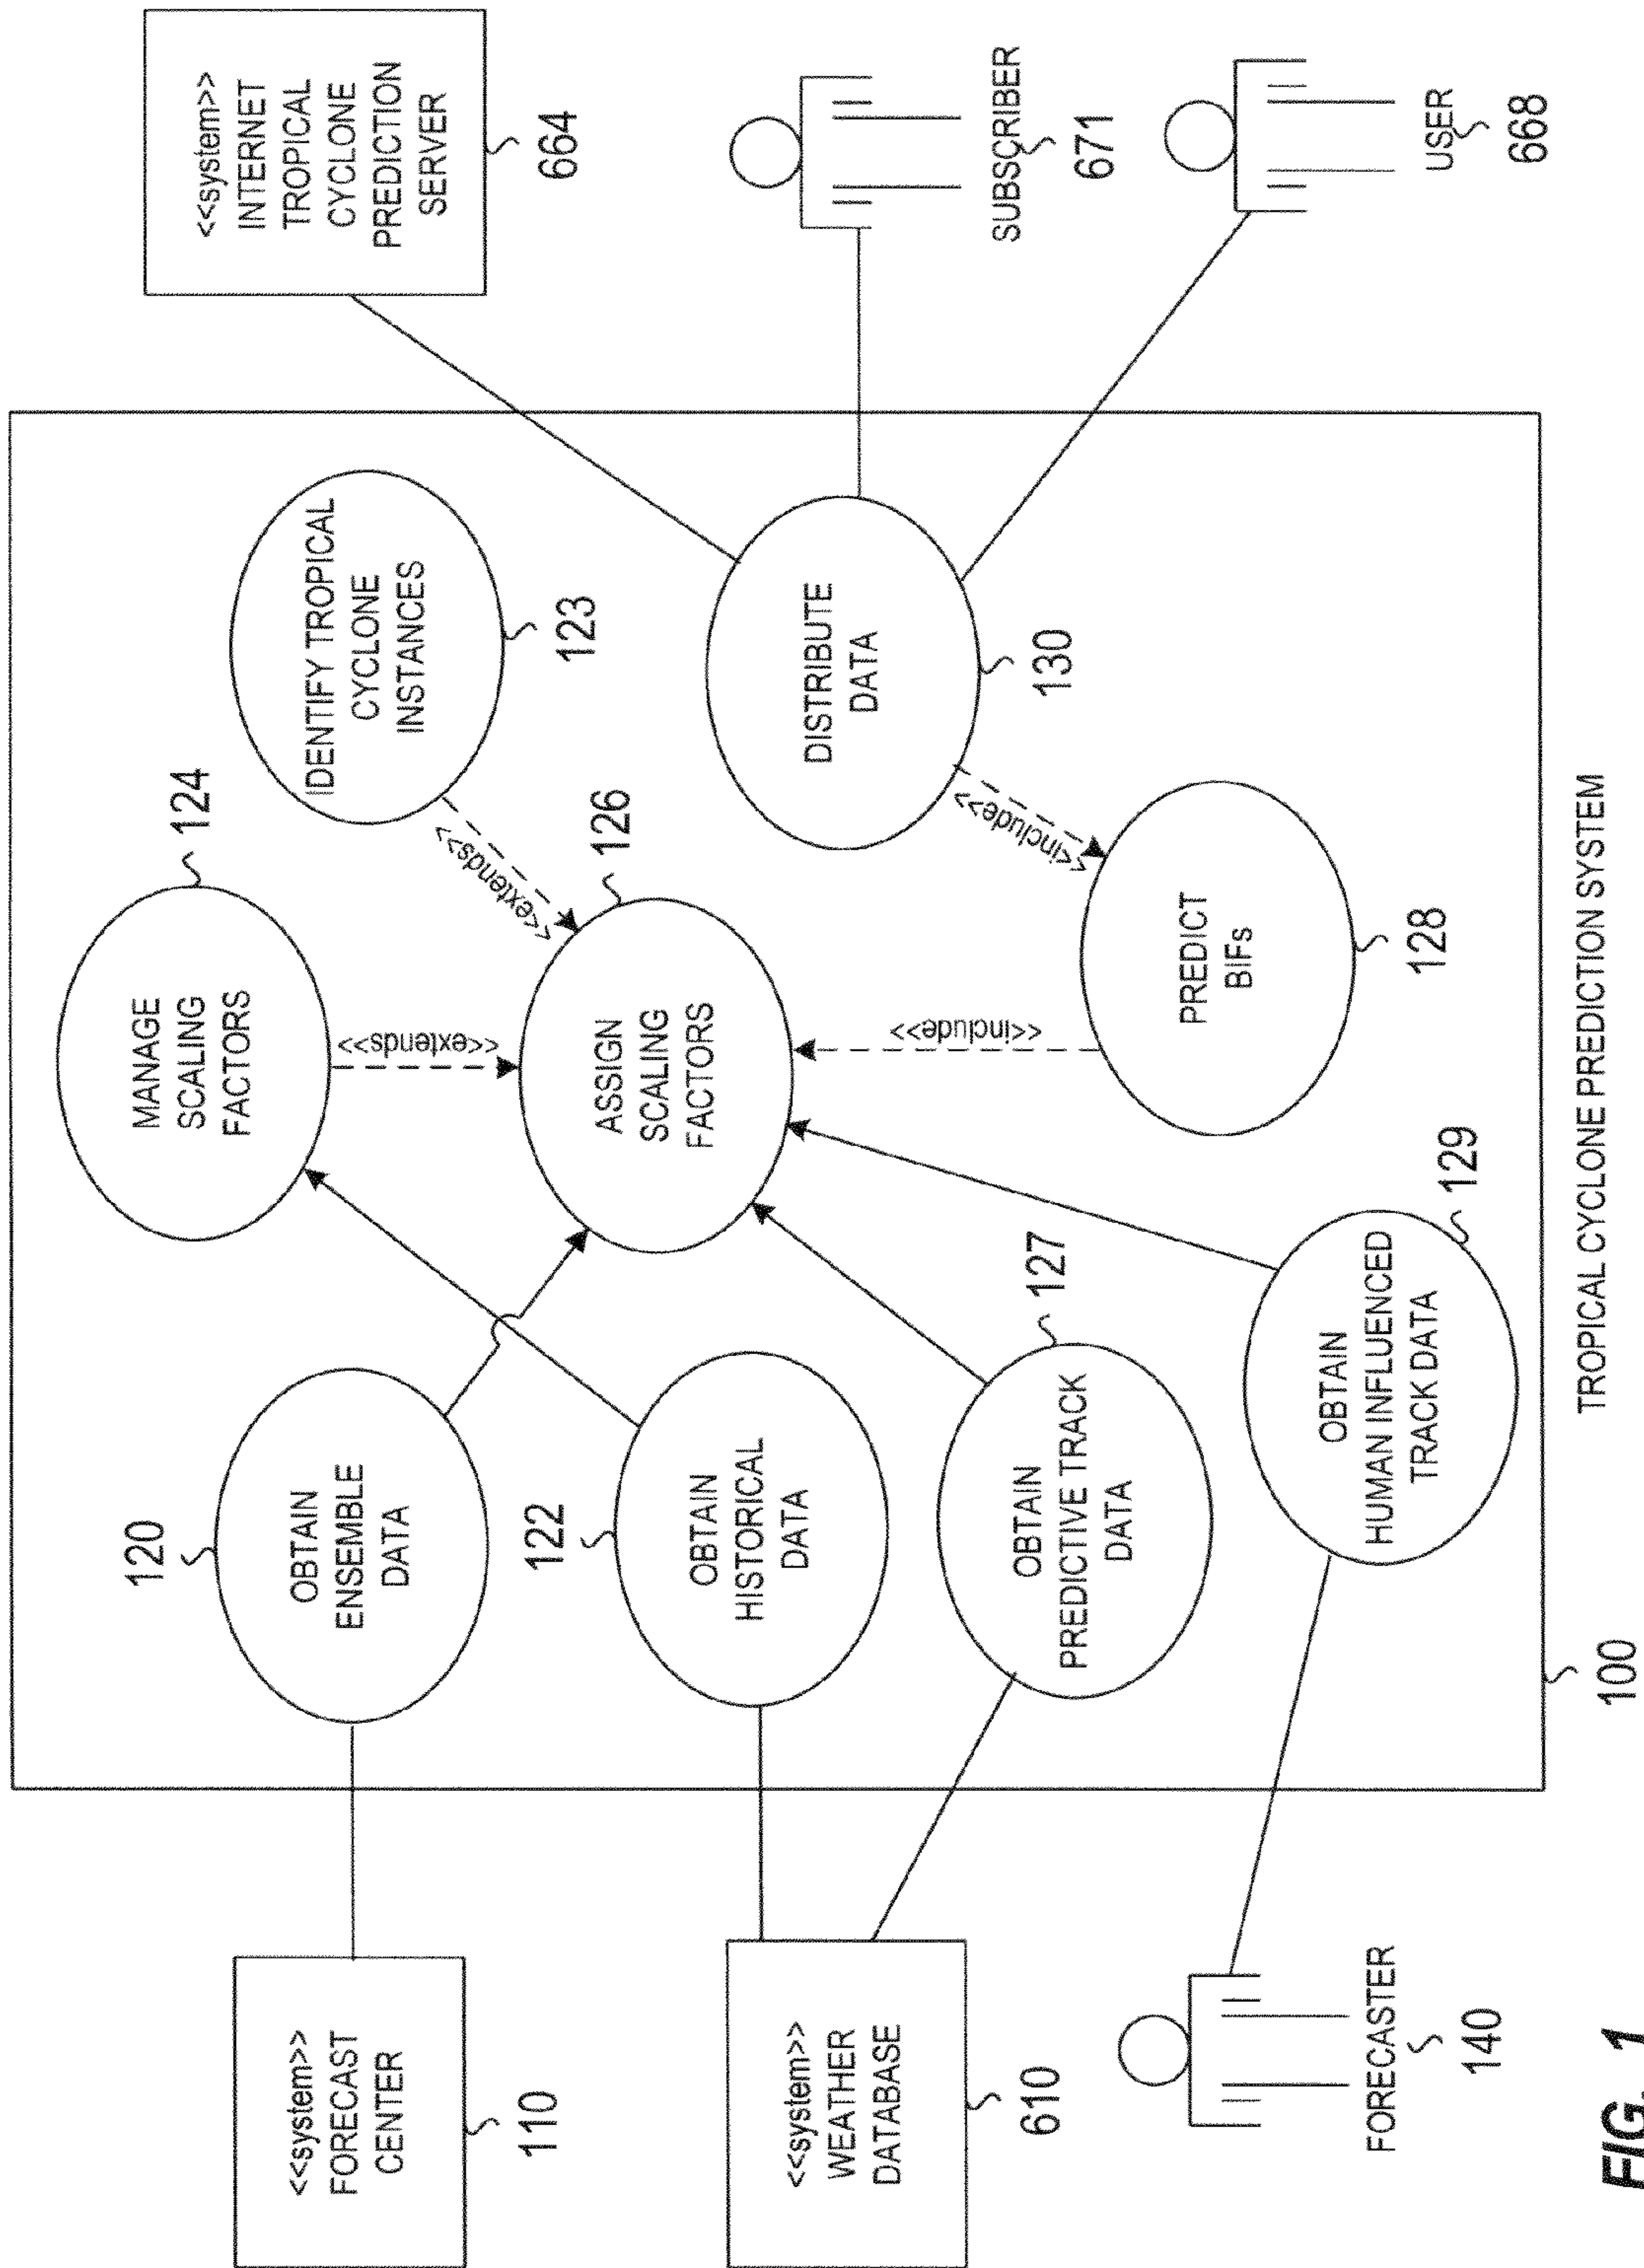 <<system>>
FORECAST
CENTER
110
<<system>>
WEATHER
DATABASE
610
FORECASTER
140
120
OBTAIN
ENSEMBLE
DATA
122
OBTAIN
HISTORICAL
DATA
127
OBTAIN
PREDICTIVE TRACK
DATA
129
OBTAIN
HUMAN INFLUENCED
TRACK DATA
124
MANAGE
SCALING
FACTORS
<<extends>>
126
ASSIGN
SCALING
FACTORS
<<extends>>
IDENTIFY TROPICAL
CYCLONE
INSTANCES
123
<<include>>
PREDICT
BIFs
128
<<include>>
DISTRIBUTE
DATA
130
<<system>>
INTERNET
TROPICAL
CYCLONE
PREDICTION
SERVER
664
SUBSCRIBER
671
USER
668
100
TROPICAL CYCLONE PREDICTION SYSTEM
FIG. 1